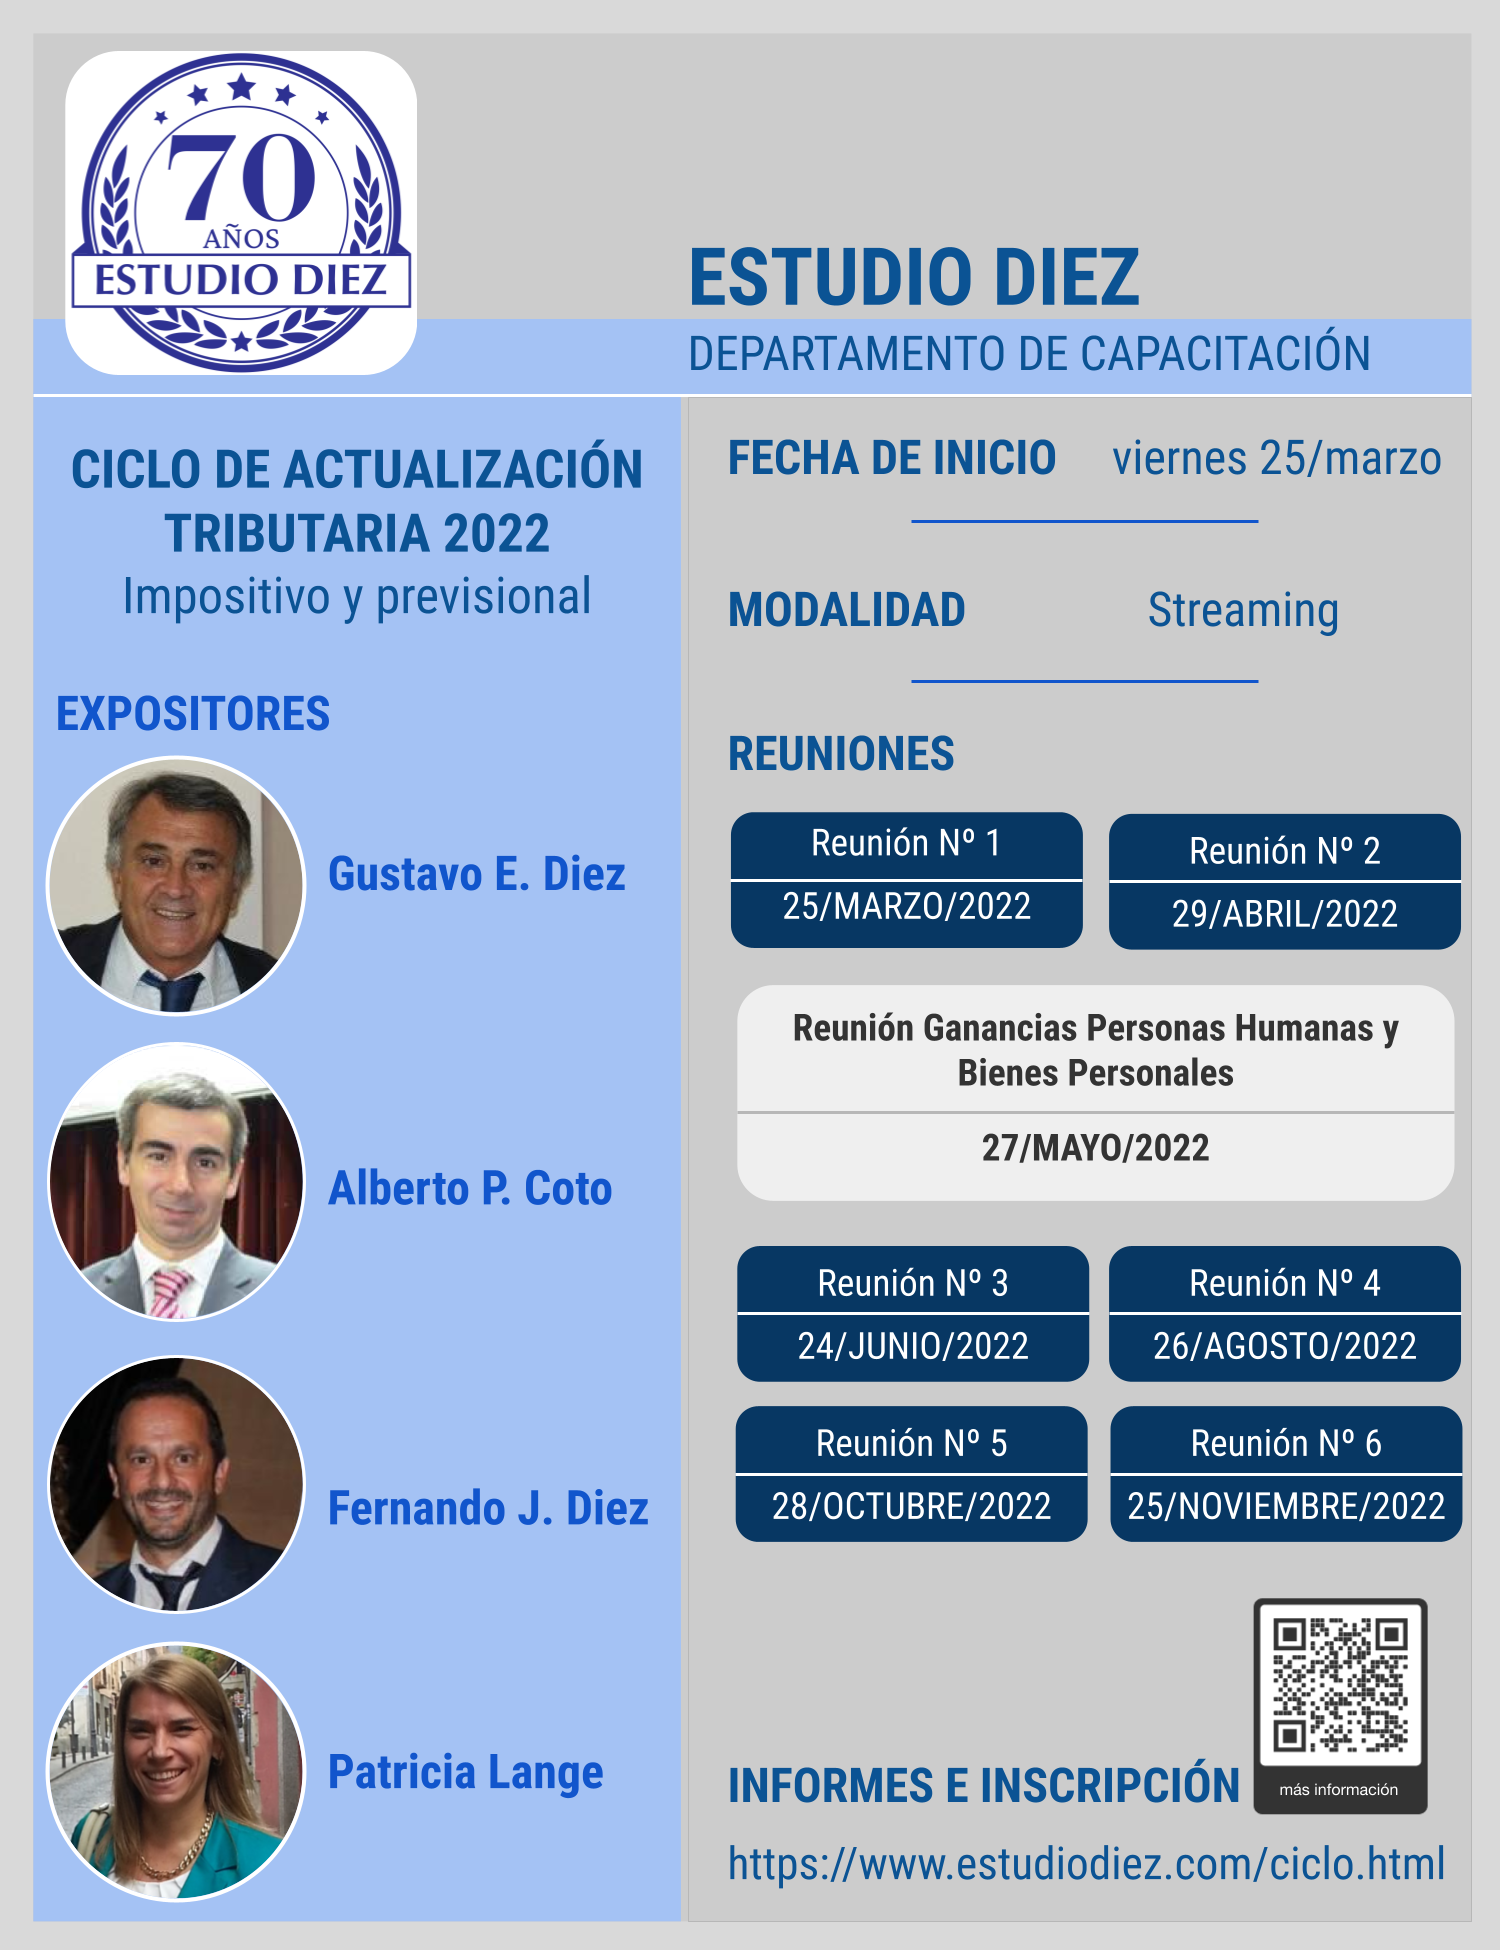 70
AÑOS
ESTUDIO DIEZ
ESTUDIO DIEZ
DEPARTAMENTO DE CAPACITACIÓN
CICLO DE ACTUALIZACIÓN
TRIBUTARIA 2022
Impositivo y previsional
EXPOSITORES
Gustavo E. Diez
Alberto P. Coto
Fernando J. Diez
Patricia Lange
FECHA DE INICIO viernes 25/marzo
MODALIDAD Streaming
REUNIONES
Reunión Nº 1
25/MARZO/2022
Reunión Nº 2
29/ABRIL/2022
Reunión Ganancias Personas Humanas y
Bienes Personales
27/MAYO/2022
Reunión Nº 3
24/JUNIO/2022
Reunión Nº 4
26/AGOSTO/2022
Reunión Nº 5
28/OCTUBRE/2022
Reunión Nº 6
25/NOVIEMBRE/2022
INFORMES E INSCRIPCIÓN
más información
https://www.estudiodiez.com/ciclo.html